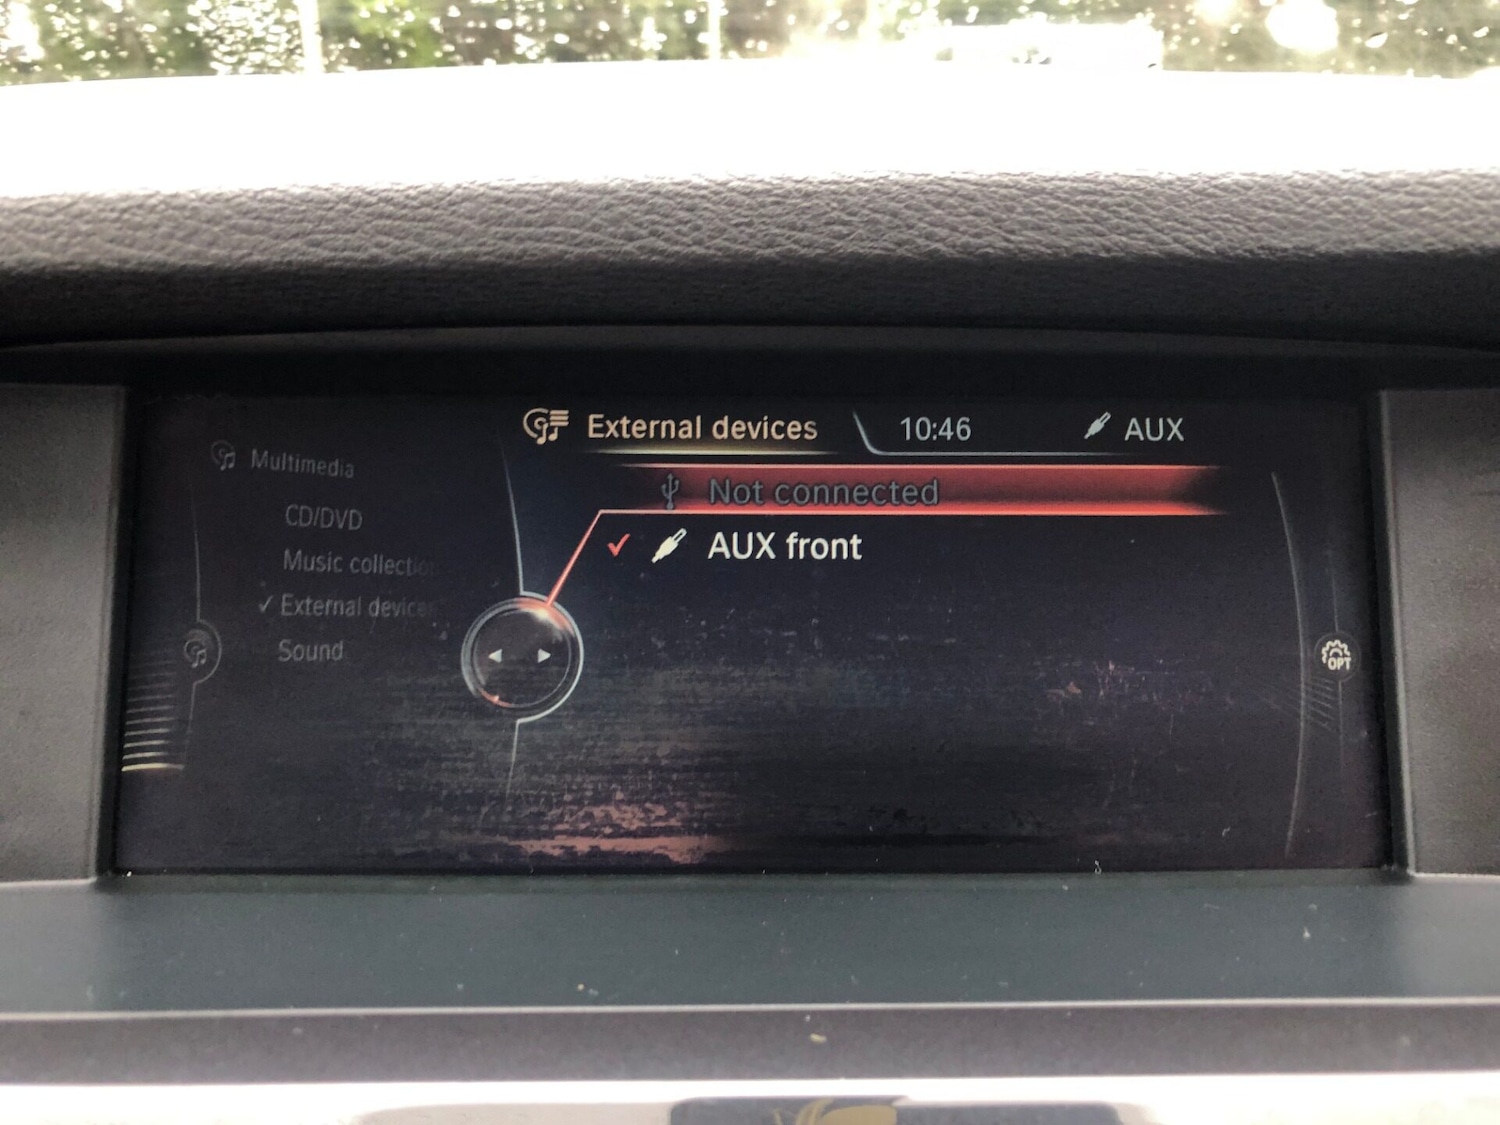 External devices 10:46 AUX
Multimedia
CD/DVD
Music collectio
✓ External device
Sound
Not connected
✓ AUX front
OPT